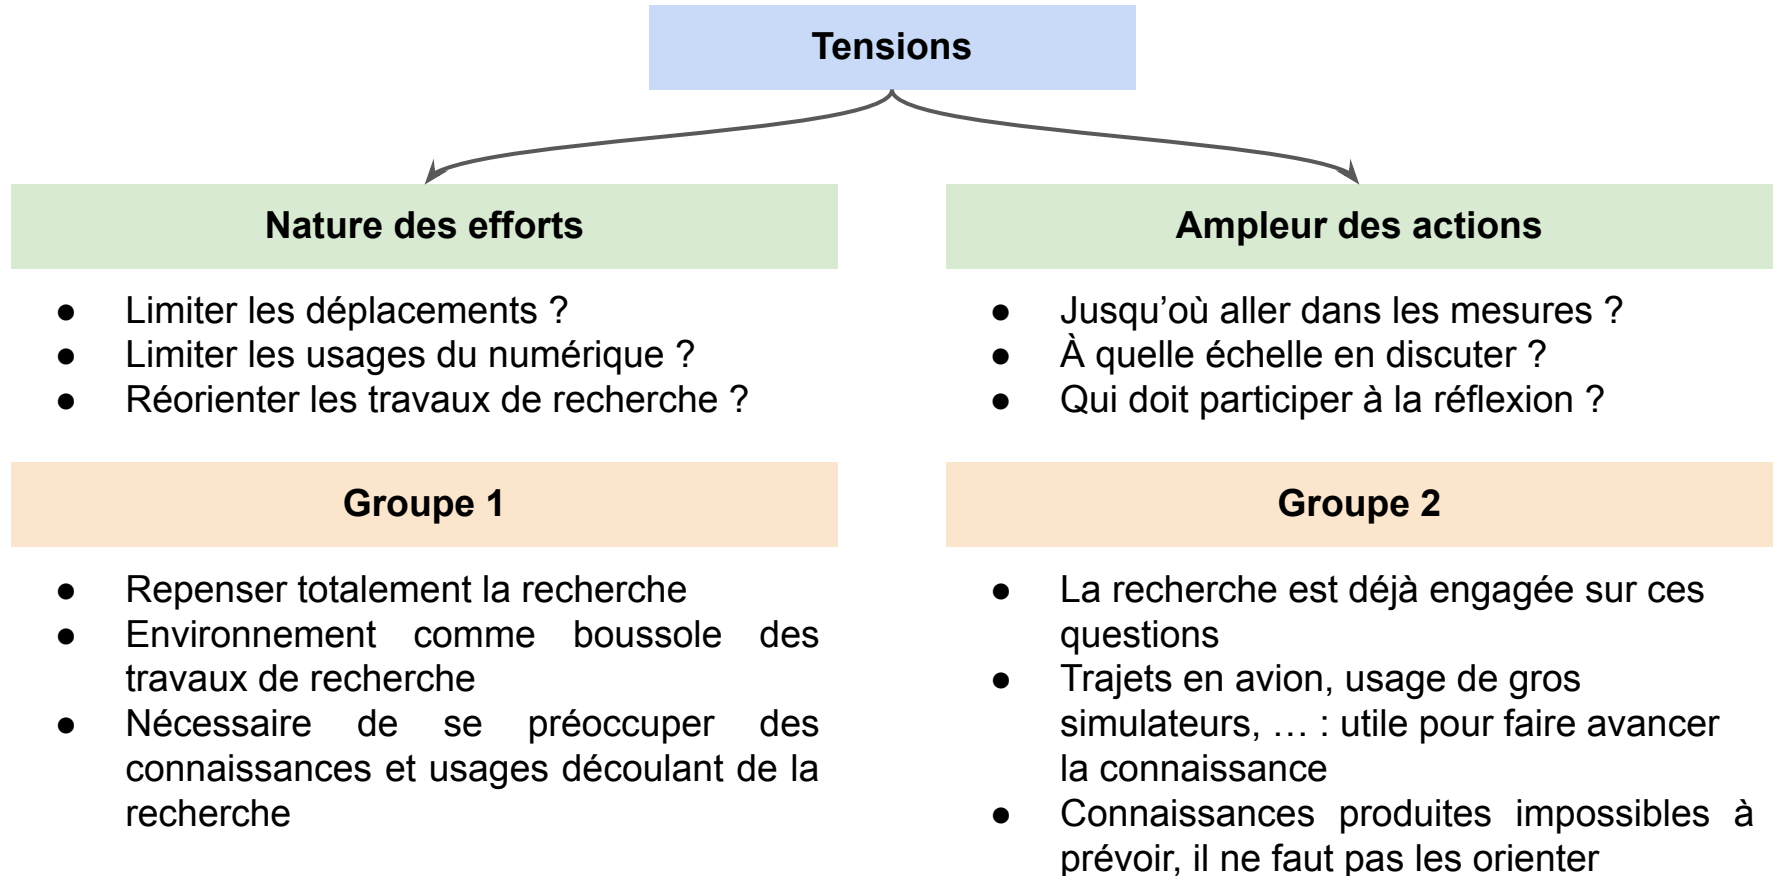 Tensions
Nature des efforts
● Limiter les déplacements ?
● Limiter les usages du numérique ?
● Réorienter les travaux de recherche ?
Ampleur des actions
● Jusqu’où aller dans les mesures ?
● À quelle échelle en discuter ?
● Qui doit participer à la réflexion ?
Groupe 1
● Repenser totalement la recherche
● Environnement comme boussole des
travaux de recherche
● Nécessaire de se préoccuper des
connaissances et usages découlant de la
recherche
Groupe 2
● La recherche est déjà engagée sur ces
questions
● Trajets en avion, usage de gros
simulateurs, … : utile pour faire avancer
la connaissance
● Connaissances produites impossibles à
prévoir, il ne faut pas les orienter